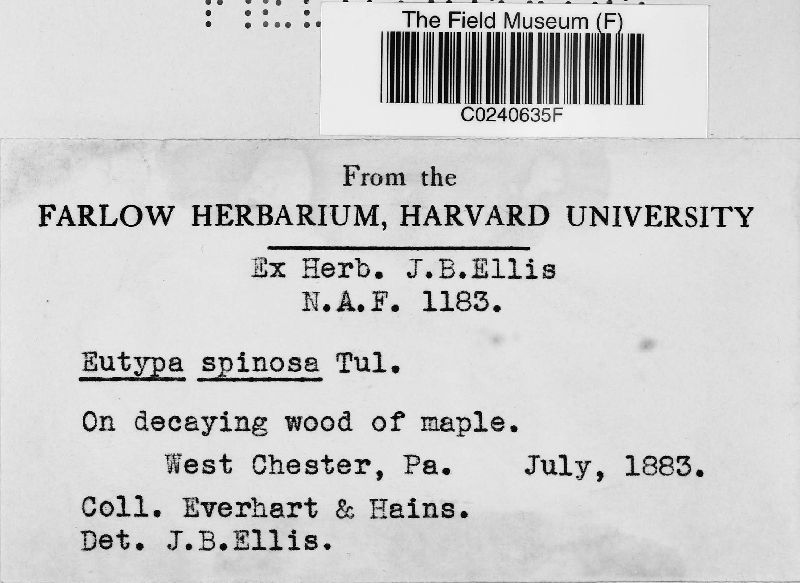 The Field Museum (F)
C0240635F
From the
FARLOW HERBARIUM, HARVARD UNIVERSITY
Ex Herb. J.B.Ellis
N.A.F. 1183.
Eutypa spinosa Tul.
On decaying wood of maple.
West Chester, Pa. July, 1883.
Coll. Everhart & Hains.
Det. J.B.Ellis.